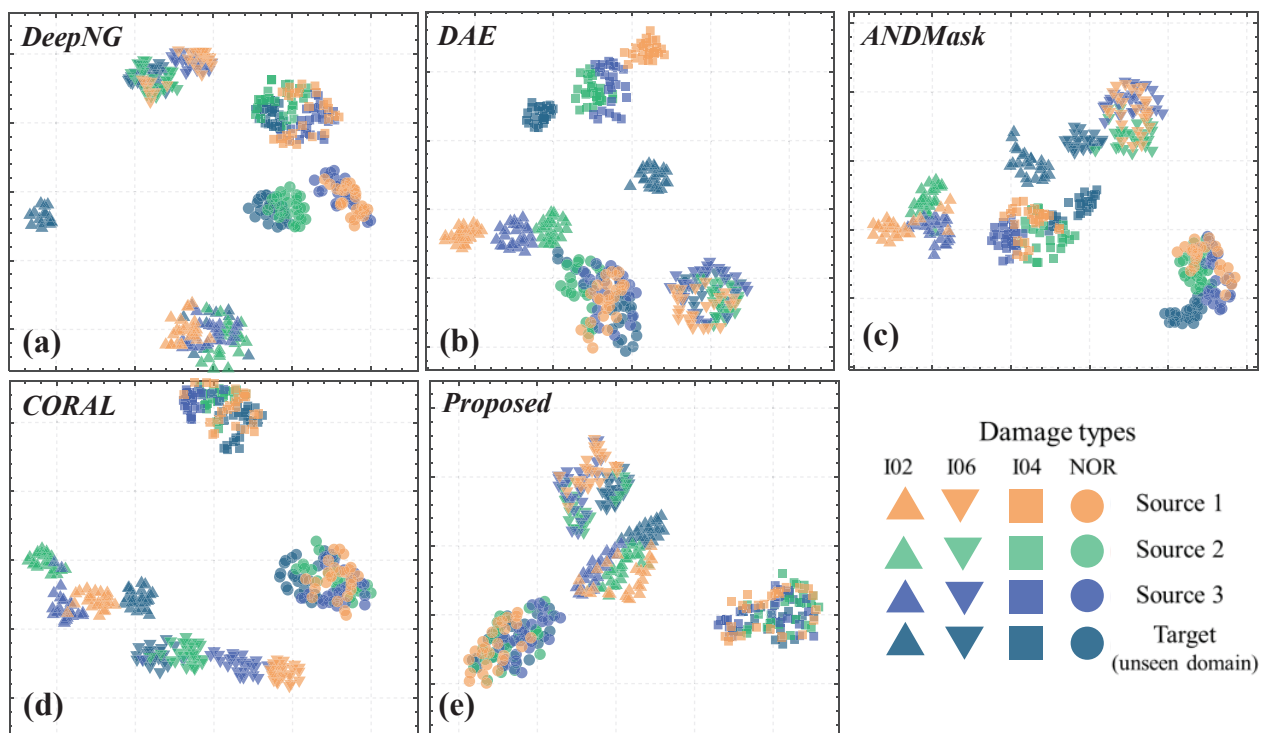 DeepNG
DAE
ANDMask
(a)
(b)
(c)
CORAL
Proposed
(d)
(e)
Damage types
I02 I06 I04 NOR
Source 1
Source 2
Source 3
Target
(unseen domain)